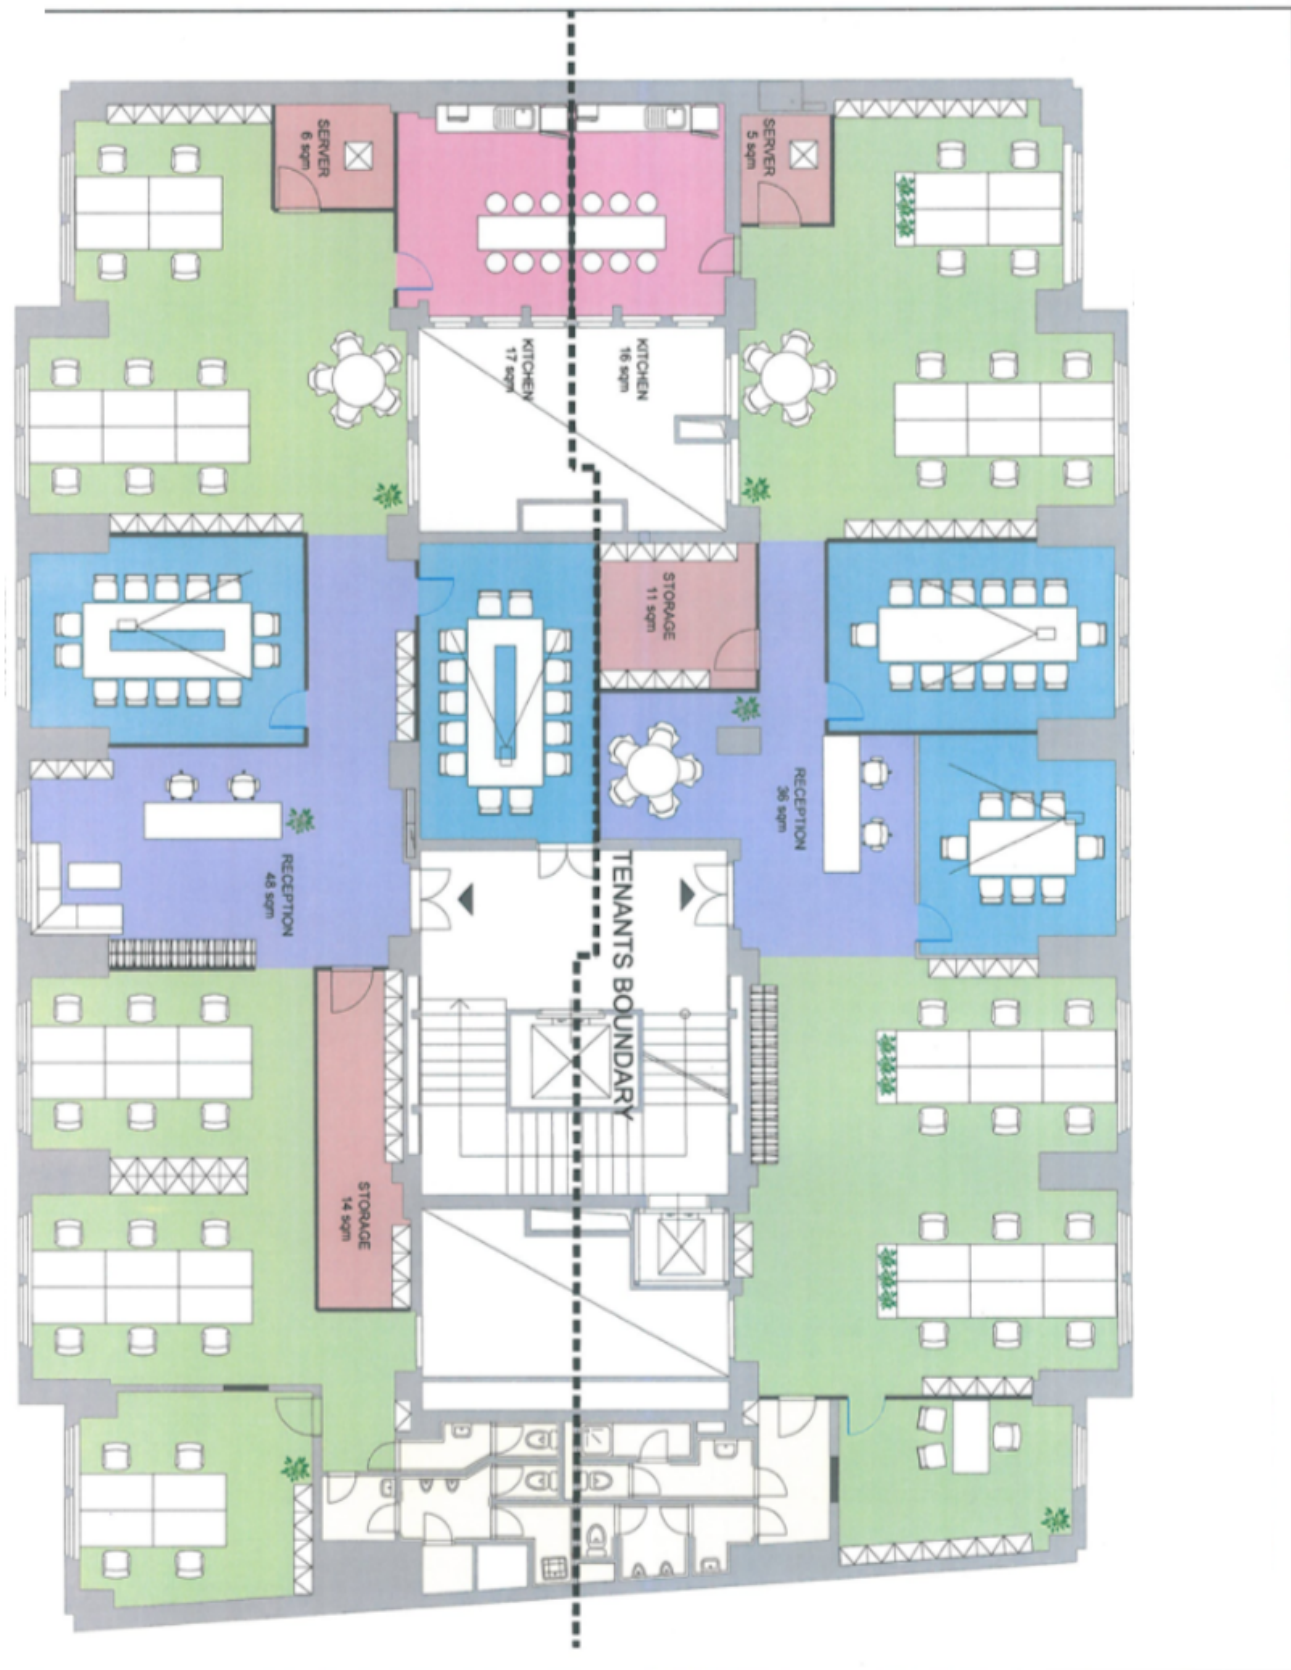 SERVER
6 sqm
SERVER
5 sqm
KITCHEN
17 sqm
KITCHEN
16 sqm
STORAGE
11 sqm
RECEPTION
36 sqm
RECEPTION
48 sqm
TENANTS BOUNDARY
STORAGE
14 sqm